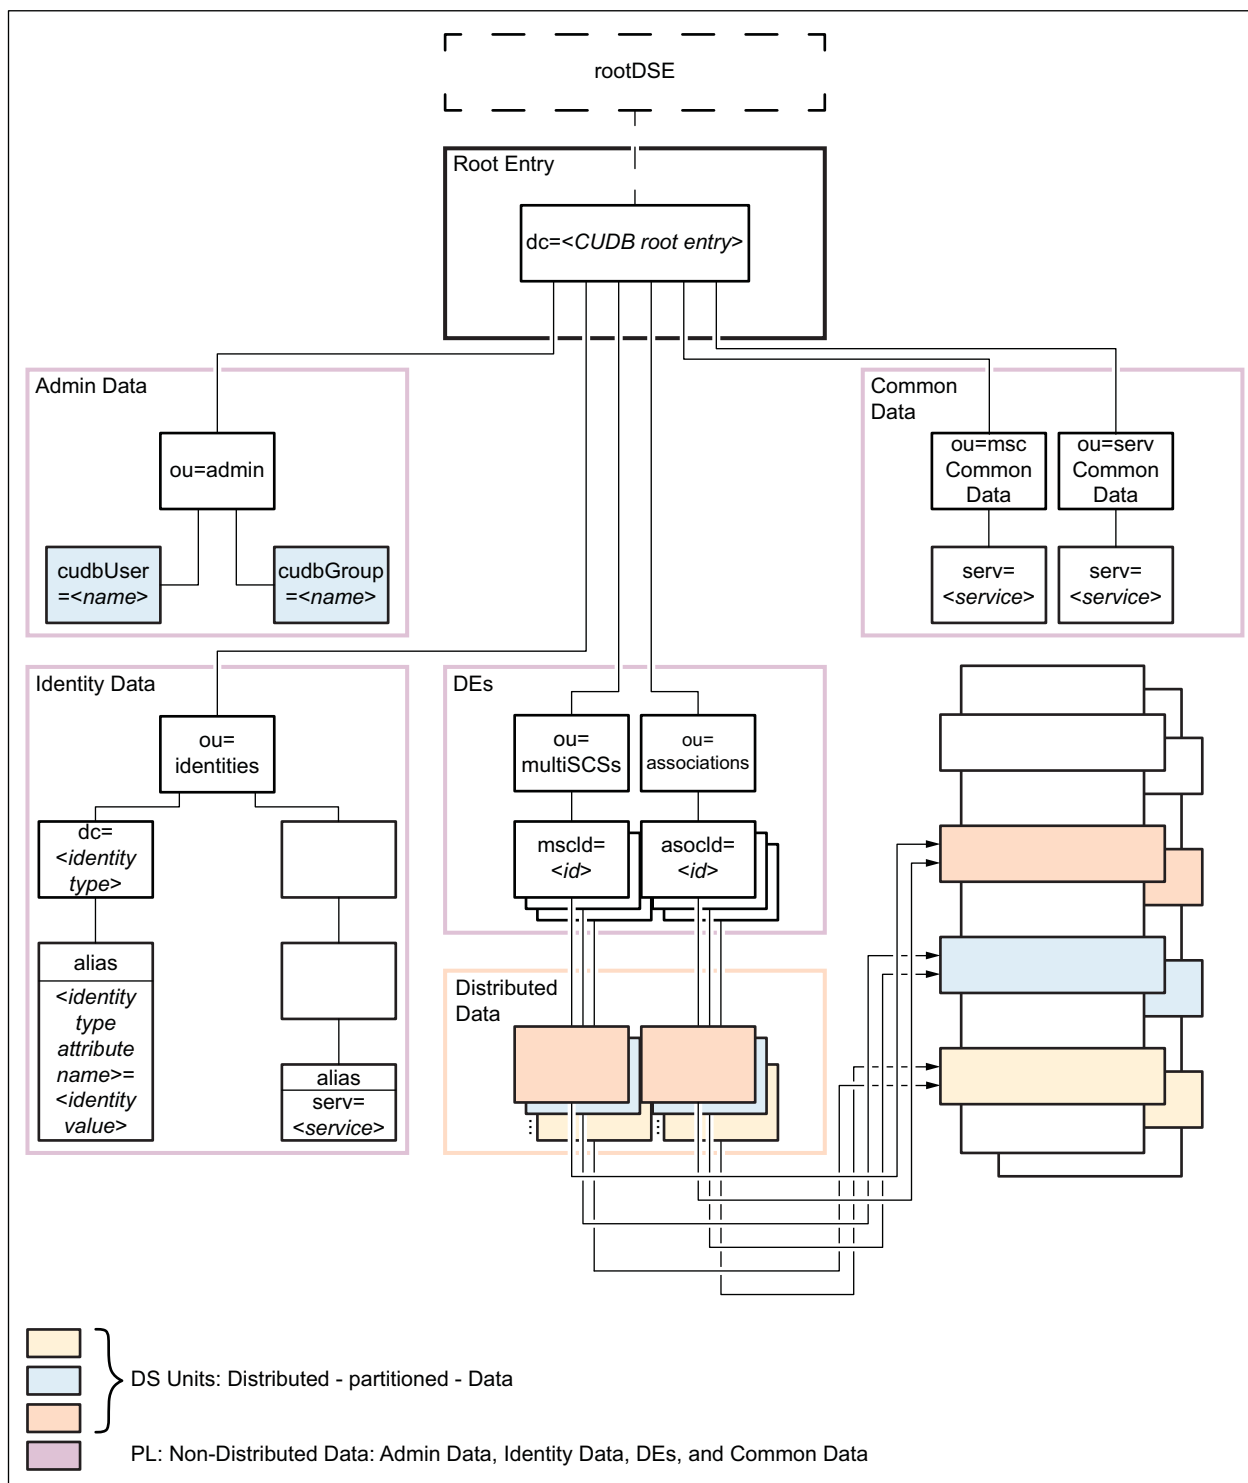 rootDSE
Root Entry
dc=<CUDB root entry>
Admin Data
ou=admin
cudbUser
=<name>
cudbGroup
=<name>
Common
Data
ou=msc
Common
Data
ou=serv
Common
Data
serv=
<service>
serv=
<service>
Identity Data
ou=
identities
dc=
<identity
type>
alias
<identity
type
attribute
name>=
<identity
value>
alias
serv=
<service>
DEs
ou=
multiSCSs
ou=
associations
mscId=
<id>
asocId=
<id>
Distributed
Data
DS Units: Distributed - partitioned - Data
PL: Non-Distributed Data: Admin Data, Identity Data, DEs, and Common Data